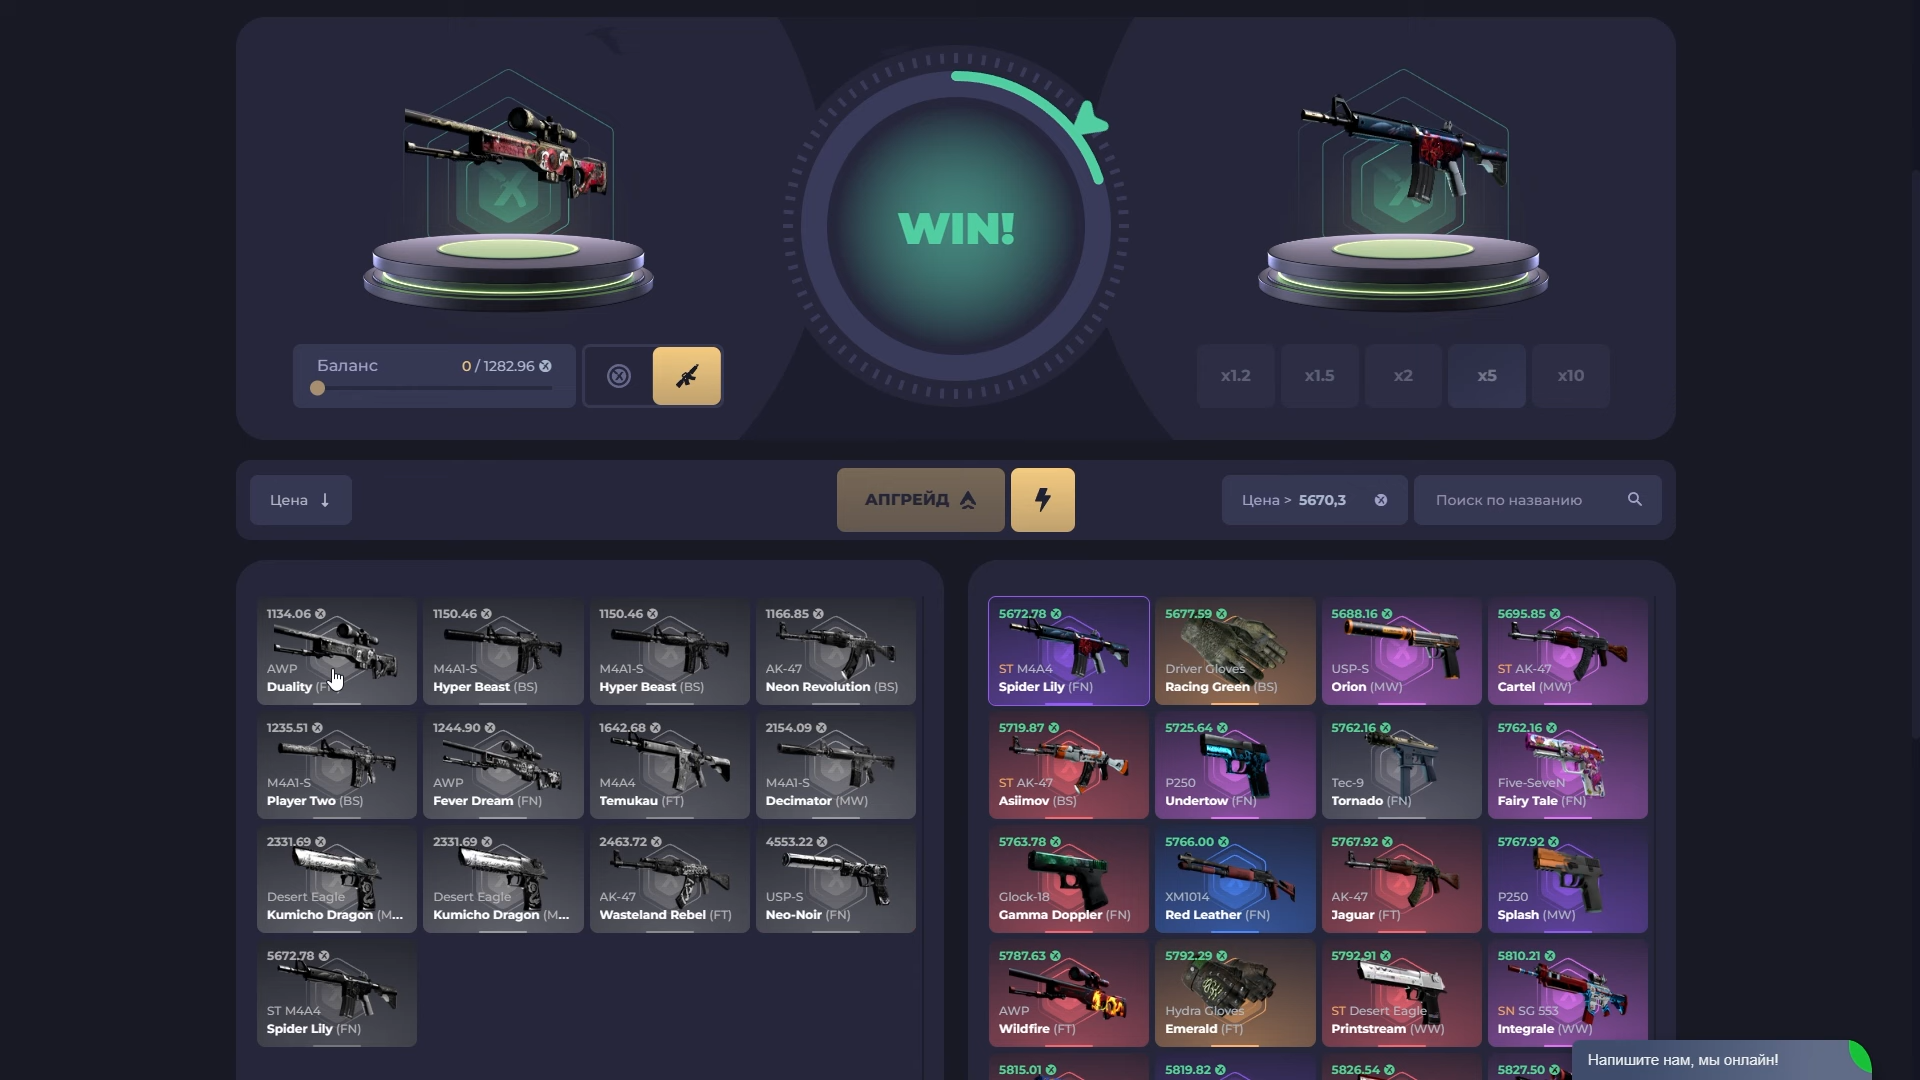 WIN!
Баланс 0 / 1282.96
x1.2 x1.5 x2 x5 x10
Цена ↓
АПГРЕЙД
Цена > 5670,3
Поиск по названию
1134.06
AWP
Duality
1150.46
M4A1-S
Hyper Beast (BS)
1150.46
M4A1-S
Hyper Beast (BS)
1166.85
AK-47
Neon Revolution (BS)
1235.51
M4A1-S
Player Two (BS)
1244.90
AWP
Fever Dream (FN)
1642.68
M4A4
Temukau (FT)
2154.09
M4A1-S
Decimator (MW)
2331.69
Desert Eagle
Kumicho Dragon (M...
2331.69
Desert Eagle
Kumicho Dragon (M...
2463.72
AK-47
Wasteland Rebel (FT)
4553.22
USP-S
Neo-Noir (FN)
5672.78
ST M4A4
Spider Lily (FN)
5672.78
ST M4A4
Spider Lily (FN)
5677.59
Driver Gloves
Racing Green (BS)
5688.16
USP-S
Orion (MW)
5695.85
ST AK-47
Cartel (MW)
5719.87
ST AK-47
Asiimov (BS)
5725.64
P250
Undertow (FN)
5762.16
Tec-9
Tornado (FN)
5762.16
Five-SeveN
Fairy Tale (FN)
5763.78
Glock-18
Gamma Doppler (FN)
5766.00
XM1014
Red Leather (FN)
5767.92
AK-47
Jaguar (FT)
5767.92
P250
Splash (MW)
5787.63
AWP
Wildfire (FT)
5792.29
Hydra Gloves
Emerald (FT)
5792.91
ST Desert Eagle
Printstream (WW)
5810.21
SN SG 553
Integrale (WW)
5815.01
5819.82
5826.54
5827.50
Напишите нам, мы онлайн!